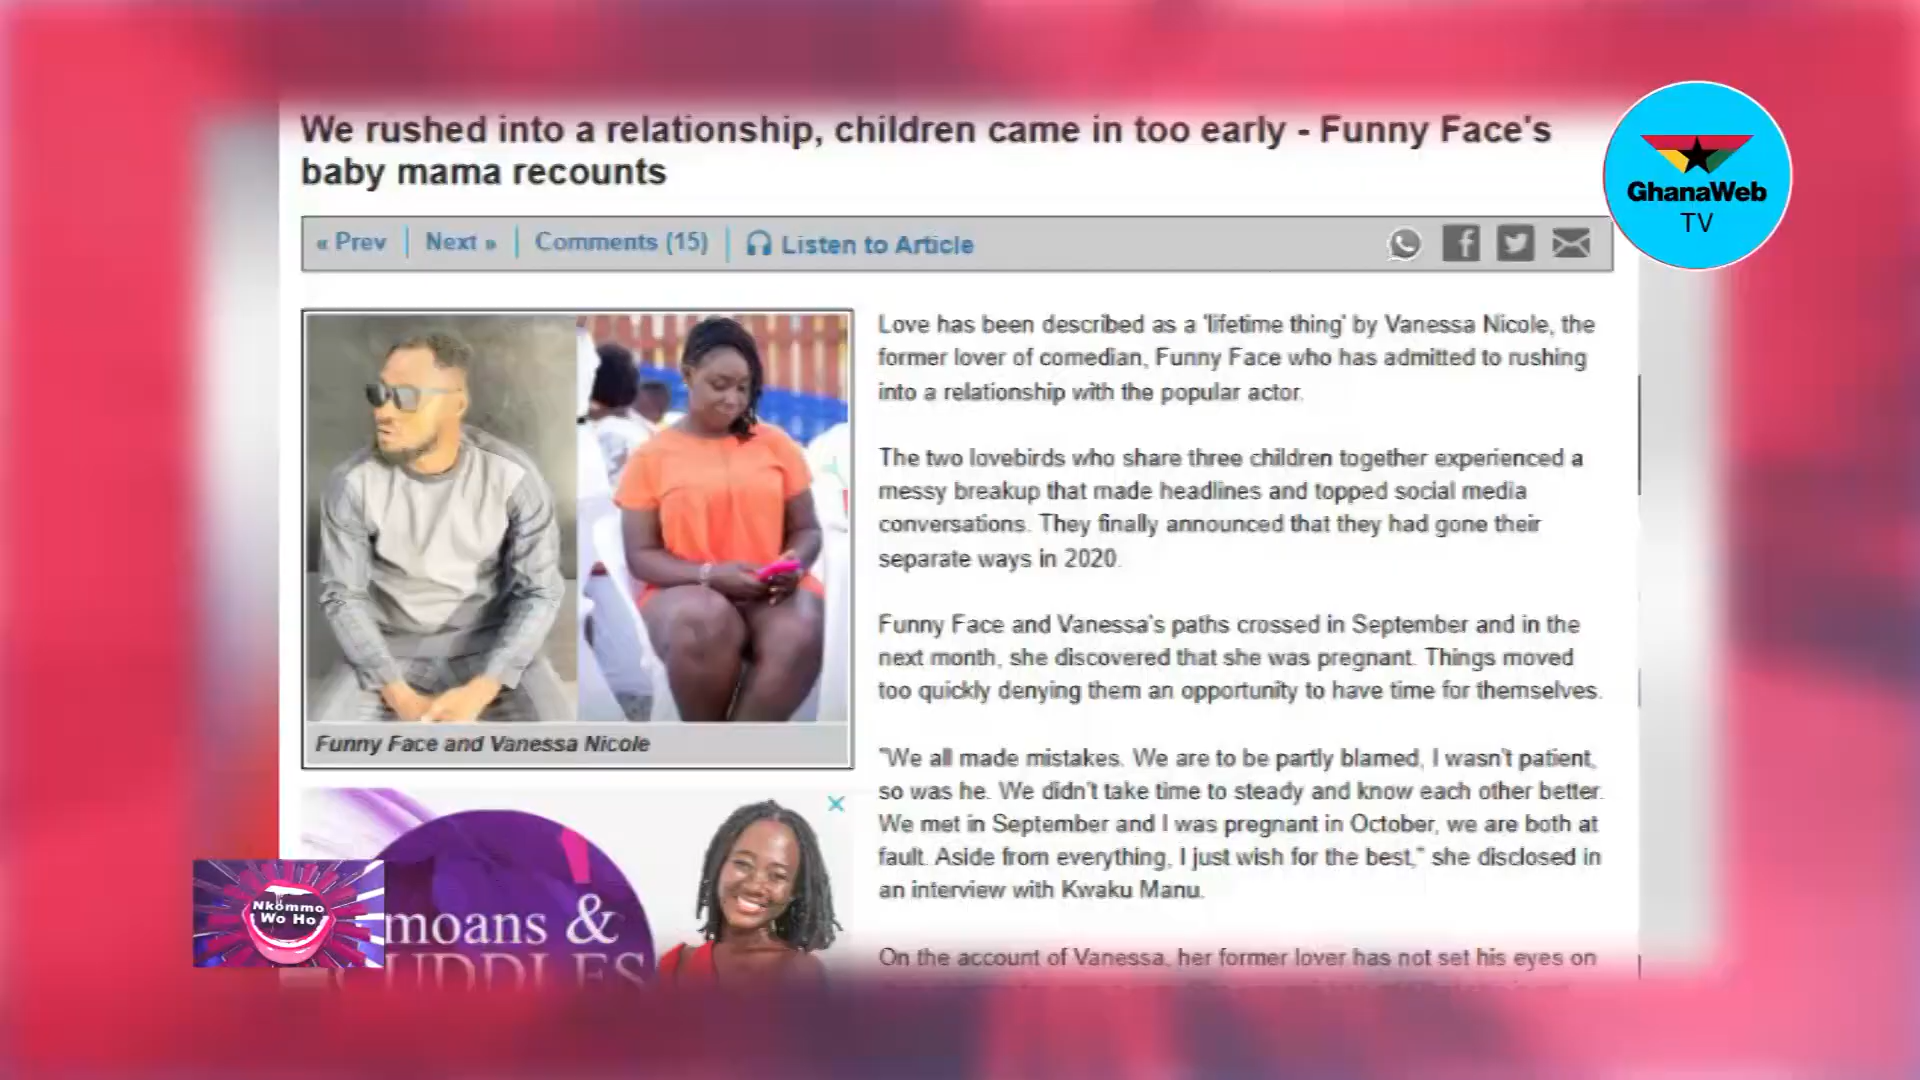 We rushed into a relationship, children came in too early - Funny Face's
baby mama recounts
GhanaWeb
TV
« Prev
Next »
Comments (15)
Listen to Article
Love has been described as a 'lifetime thing' by Vanessa Nicole, the
former lover of comedian, Funny Face who has admitted to rushing
into a relationship with the popular actor.
The two lovebirds who share three children together experienced a
messy breakup that made headlines and topped social media
conversations. They finally announced that they had gone their
separate ways in 2020.
Funny Face and Vanessa's paths crossed in September and in the
next month, she discovered that she was pregnant. Things moved
too quickly denying them an opportunity to have time for themselves.
"We all made mistakes. We are to be partly blamed, I wasn't patient,
so was he. We didn't take time to steady and know each other better.
We met in September and I was pregnant in October, we are both at
fault. Aside from everything, I just wish for the best," she disclosed in
an interview with Kwaku Manu.
On the account of Vanessa, her former lover has not set his eyes on
Funny Face and Vanessa Nicole
moans &
CUDDLES
Nkommo
Wo Ho